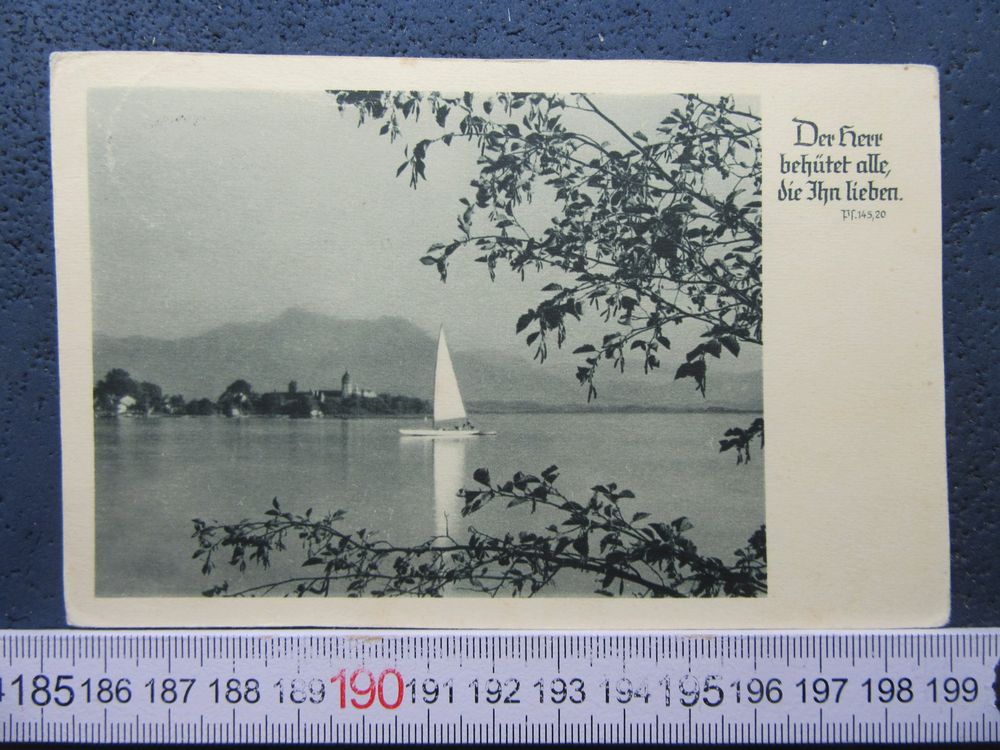 Der Herr
behütet alle,
die Ihn lieben.
Ps. 145, 20
185 186 187 188 189 190 191 192 193 194 195 196 197 198 199